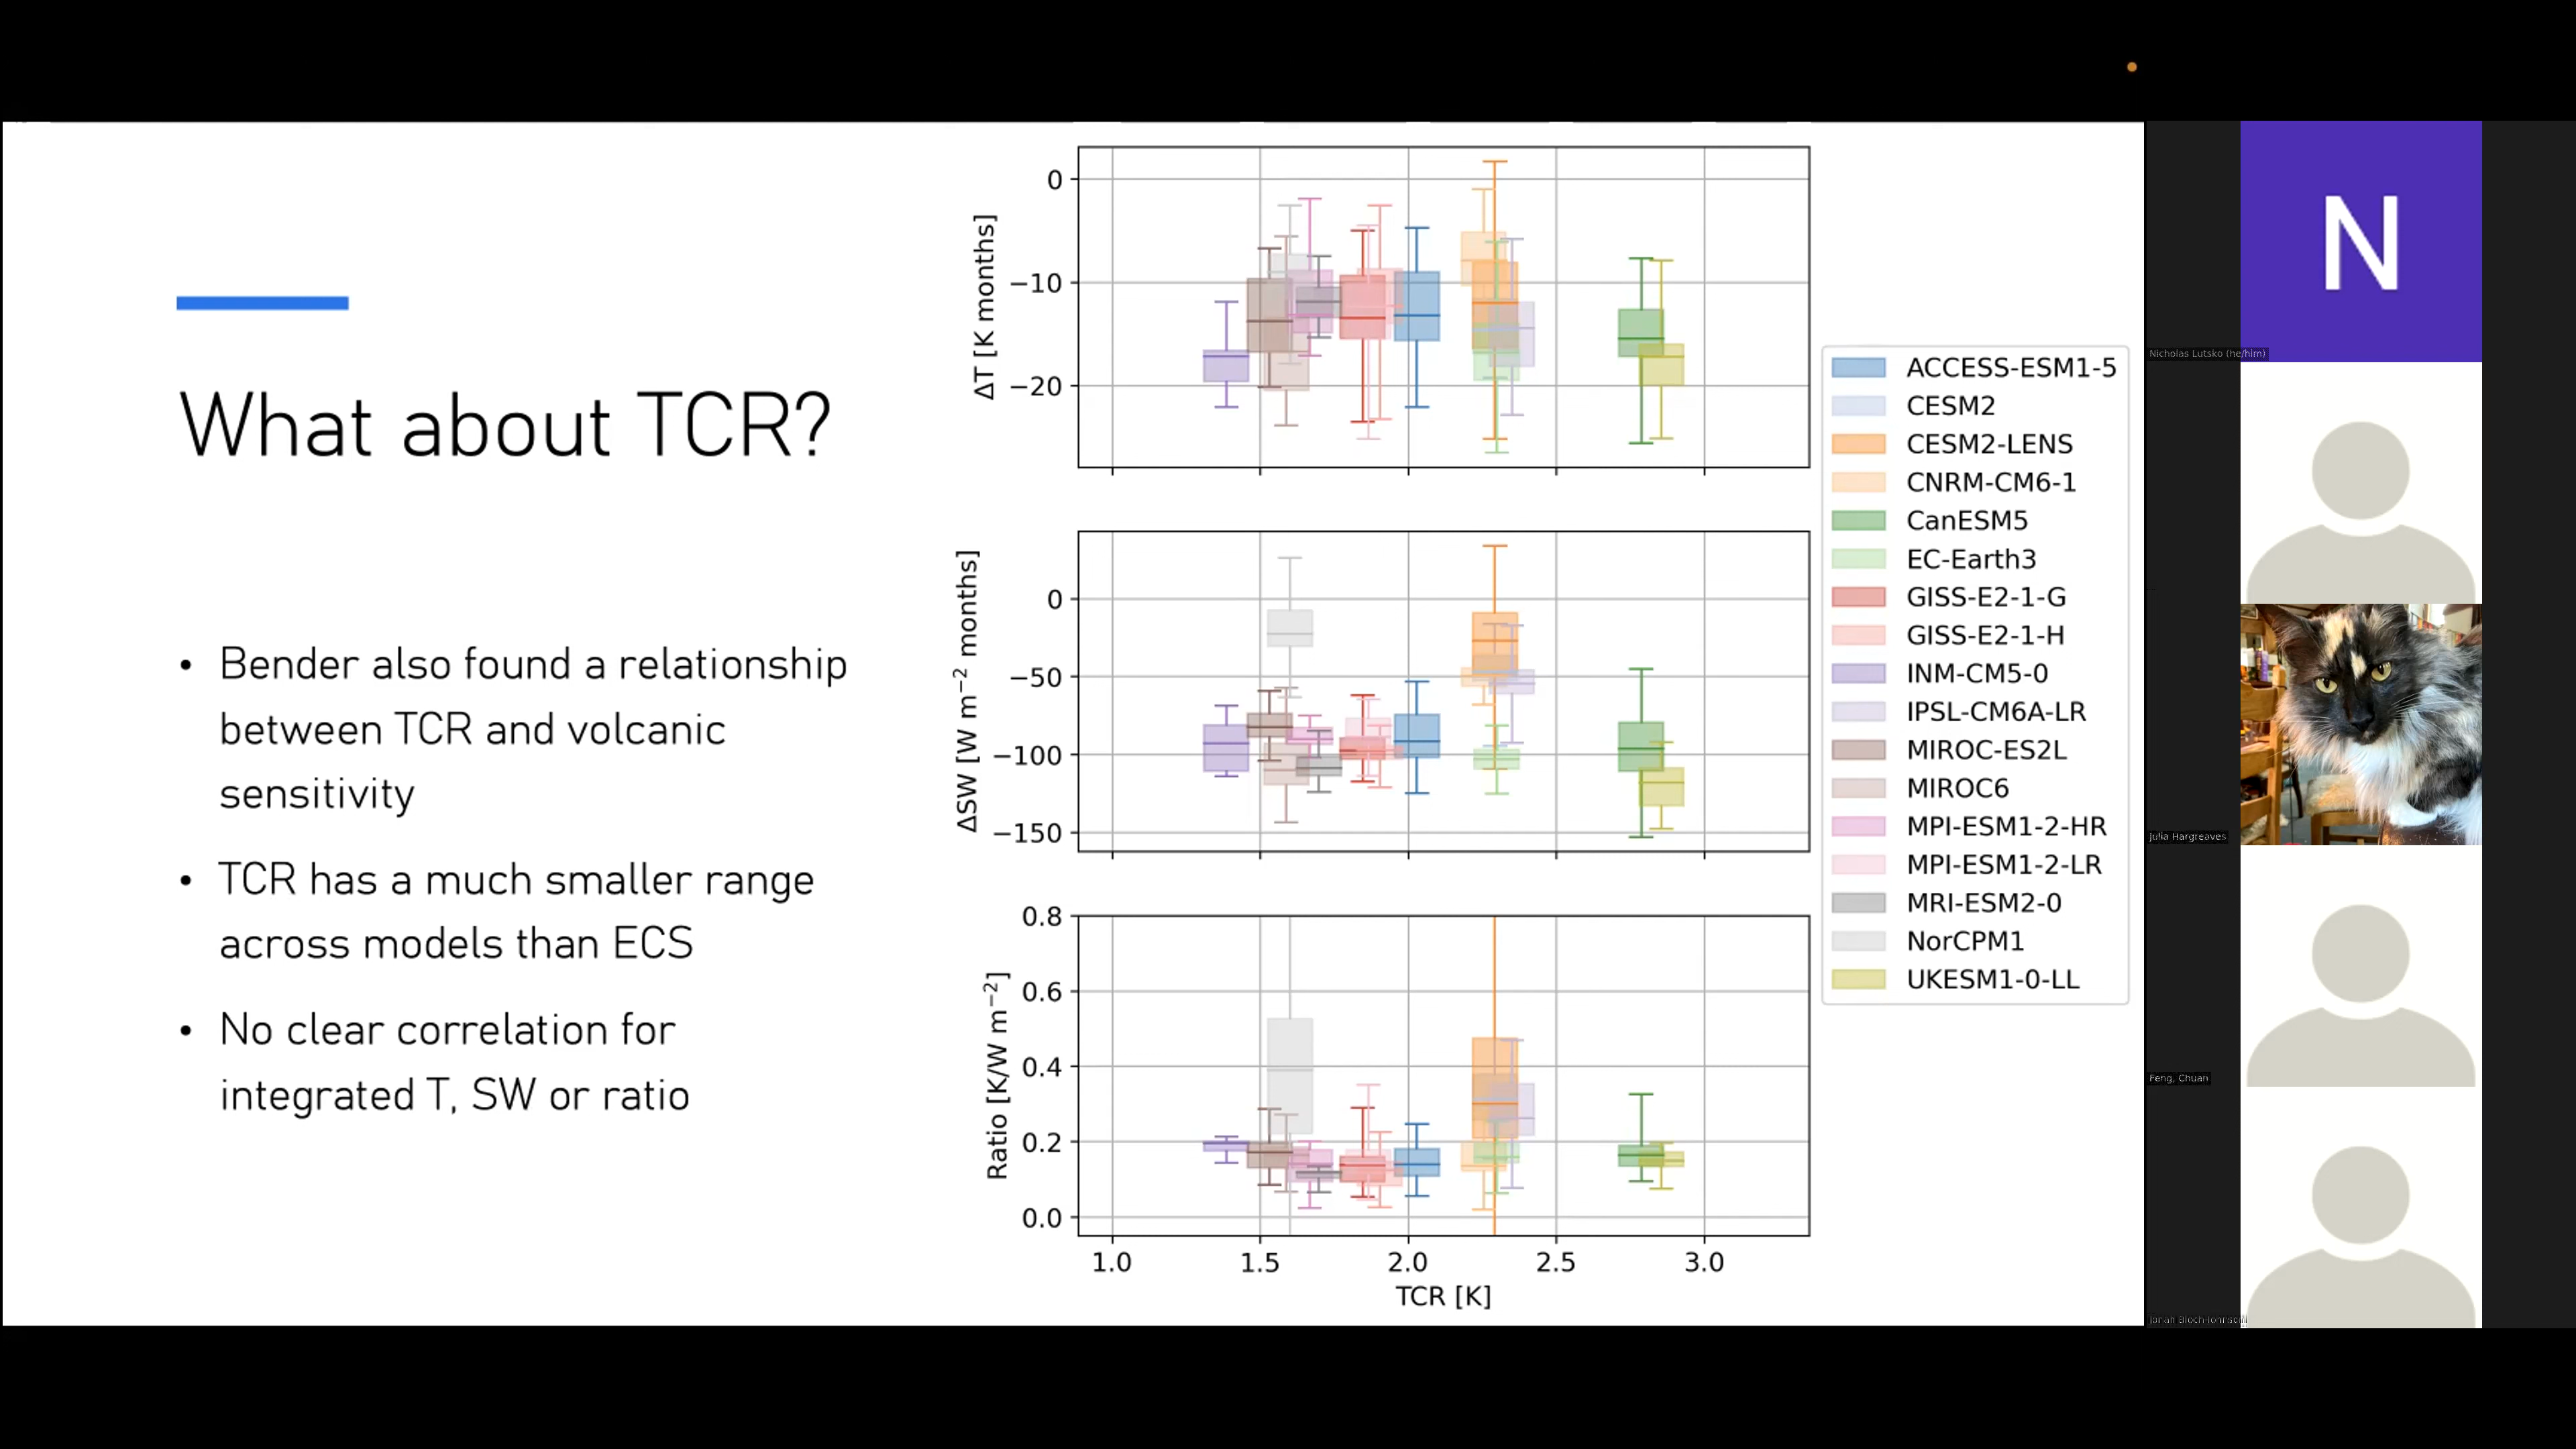 What about TCR?
• Bender also found a relationship
between TCR and volcanic
sensitivity
• TCR has a much smaller range
across models than ECS
• No clear correlation for
integrated T, SW or ratio
ΔT [K months]
0
−10
−20
ΔSW [W m⁻² months]
0
−50
−100
−150
Ratio [K/W m⁻²]
0.8
0.6
0.4
0.2
0.0
1.0 1.5 2.0 2.5 3.0
TCR [K]
ACCESS-ESM1-5
CESM2
CESM2-LENS
CNRM-CM6-1
CanESM5
EC-Earth3
GISS-E2-1-G
GISS-E2-1-H
INM-CM5-0
IPSL-CM6A-LR
MIROC-ES2L
MIROC6
MPI-ESM1-2-HR
MPI-ESM1-2-LR
MRI-ESM2-0
NorCPM1
UKESM1-0-LL
N
Nicholas Lutsko (he/him)
Julia Hargreaves
Feng, Chuan
Jonah Bloch-Johnson